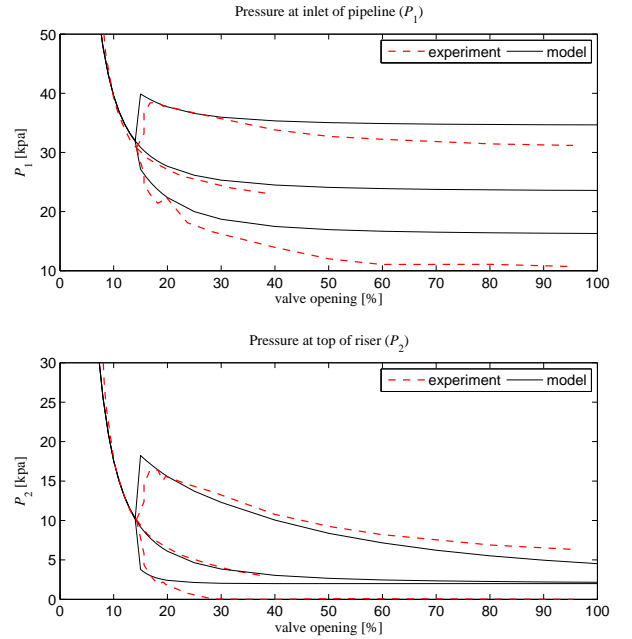 Pressure at inlet of pipeline (P₁)
50
40
30
20
10
P₁ [kpa]
experiment
model
0 10 20 30 40 50 60 70 80 90 100
valve opening [%]
Pressure at top of riser (P₂)
30
25
20
15
10
5
0
P₂ [kpa]
experiment
model
0 10 20 30 40 50 60 70 80 90 100
valve opening [%]